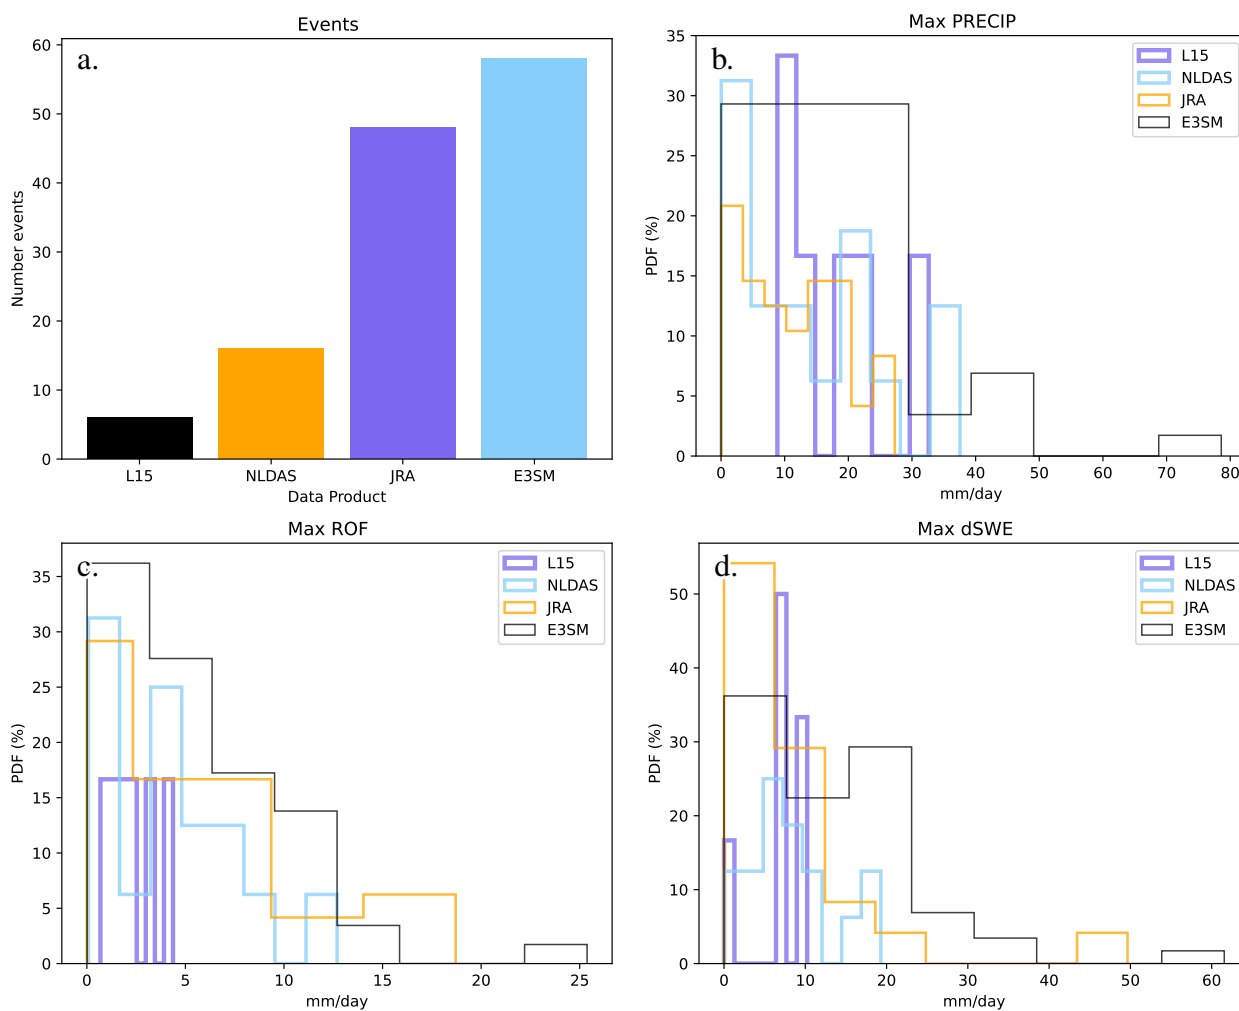 Events
a.
Number events
0
10
20
30
40
50
60
L15
NLDAS
JRA
E3SM
Data Product
Max PRECIP
b.
L15
NLDAS
JRA
E3SM
PDF (%)
0
5
10
15
20
25
30
35
0
10
20
30
40
50
60
70
80
mm/day
Max ROF
c.
L15
NLDAS
JRA
E3SM
PDF (%)
0
5
10
15
20
25
30
35
0
5
10
15
20
25
mm/day
Max dSWE
d.
L15
NLDAS
JRA
E3SM
PDF (%)
0
10
20
30
40
50
0
10
20
30
40
50
60
mm/day